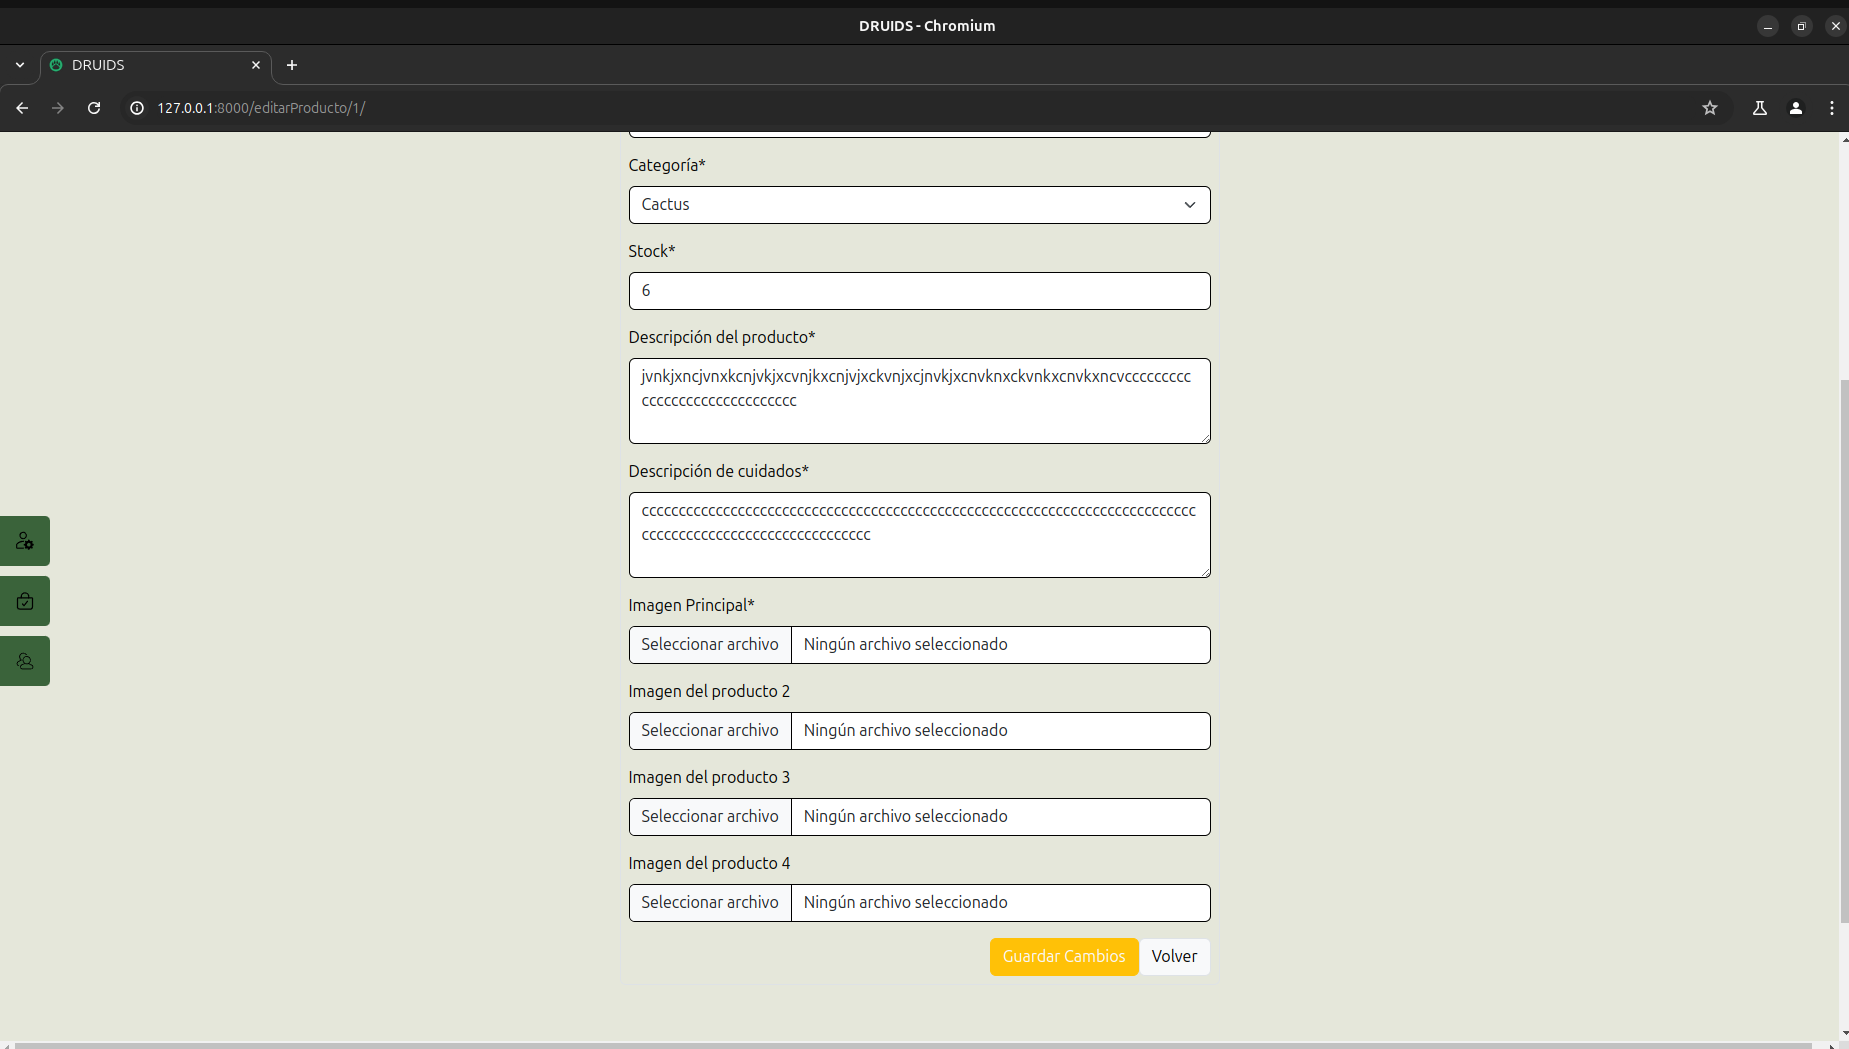 DRUIDS - Chromium
DRUIDS
127.0.0.1:8000/editarProducto/1/
Categoría*
Cactus
Stock*
6
Descripción del producto*
jvnkjxncjvnxkcnjvkjxcvnjkxcnjvjxckvnjxcjnvkjxcnvknxckvnkxcnvkxncvccccccccc
ccccccccccccccccccccc
Descripción de cuidados*
ccccccccccccccccccccccccccccccccccccccccccccccccccccccccccccccccccccccccccc
ccccccccccccccccccccccccccccccc
Imagen Principal*
Seleccionar archivo Ningún archivo seleccionado
Imagen del producto 2
Seleccionar archivo Ningún archivo seleccionado
Imagen del producto 3
Seleccionar archivo Ningún archivo seleccionado
Imagen del producto 4
Seleccionar archivo Ningún archivo seleccionado
Guardar Cambios Volver